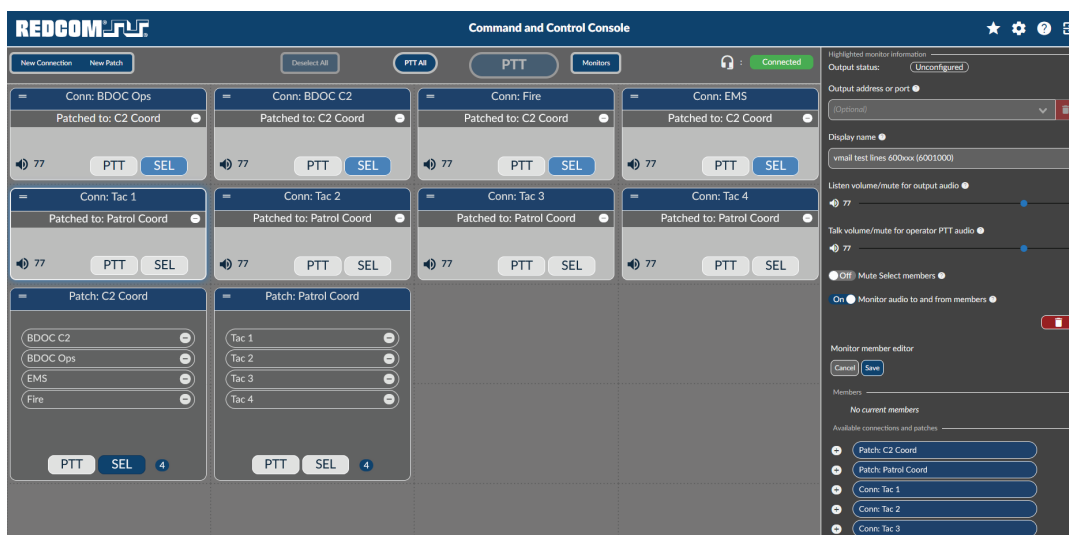 REDCOM
Command and Control Console
New Connection New Patch
Deselect All
PTT All
PTT
Monitors
: Connected
Conn: BDOC Ops
Patched to: C2 Coord
77 PTT SEL
Conn: BDOC C2
Patched to: C2 Coord
77 PTT SEL
Conn: Fire
Patched to: C2 Coord
77 PTT SEL
Conn: EMS
Patched to: C2 Coord
77 PTT SEL
Conn: Tac 1
Patched to: Patrol Coord
77 PTT SEL
Conn: Tac 2
Patched to: Patrol Coord
77 PTT SEL
Conn: Tac 3
Patched to: Patrol Coord
77 PTT SEL
Conn: Tac 4
Patched to: Patrol Coord
77 PTT SEL
Patch: C2 Coord
BDOC C2
BDOC Ops
EMS
Fire
PTT SEL 4
Patch: Patrol Coord
Tac 1
Tac 2
Tac 3
Tac 4
PTT SEL 4
Highlighted monitor information
Output status: Unconfigured
Output address or port
(Optional)
Display name
vmail test lines 600xxx (6001000)
Listen volume/mute for output audio
77
Talk volume/mute for operator PTT audio
77
Off Mute Select members
On Monitor audio to and from members
Monitor member editor
Cancel Save
Members
No current members
Available connections and patches
Patch: C2 Coord
Patch: Patrol Coord
Conn: Tac 1
Conn: Tac 2
Conn: Tac 3